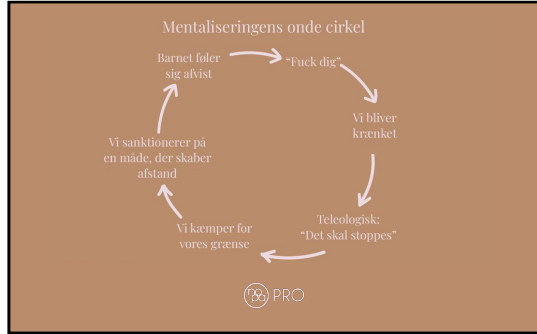 Mentaliseringens onde cirkel
Barnet føler
sig afvist
“Fuck dig”
Vi bliver
krænket
Teleologisk:
“Det skal stoppes”
Vi kæmper for
vores grænse
Vi sanktionerer på
en måde, der skaber
afstand
PRO